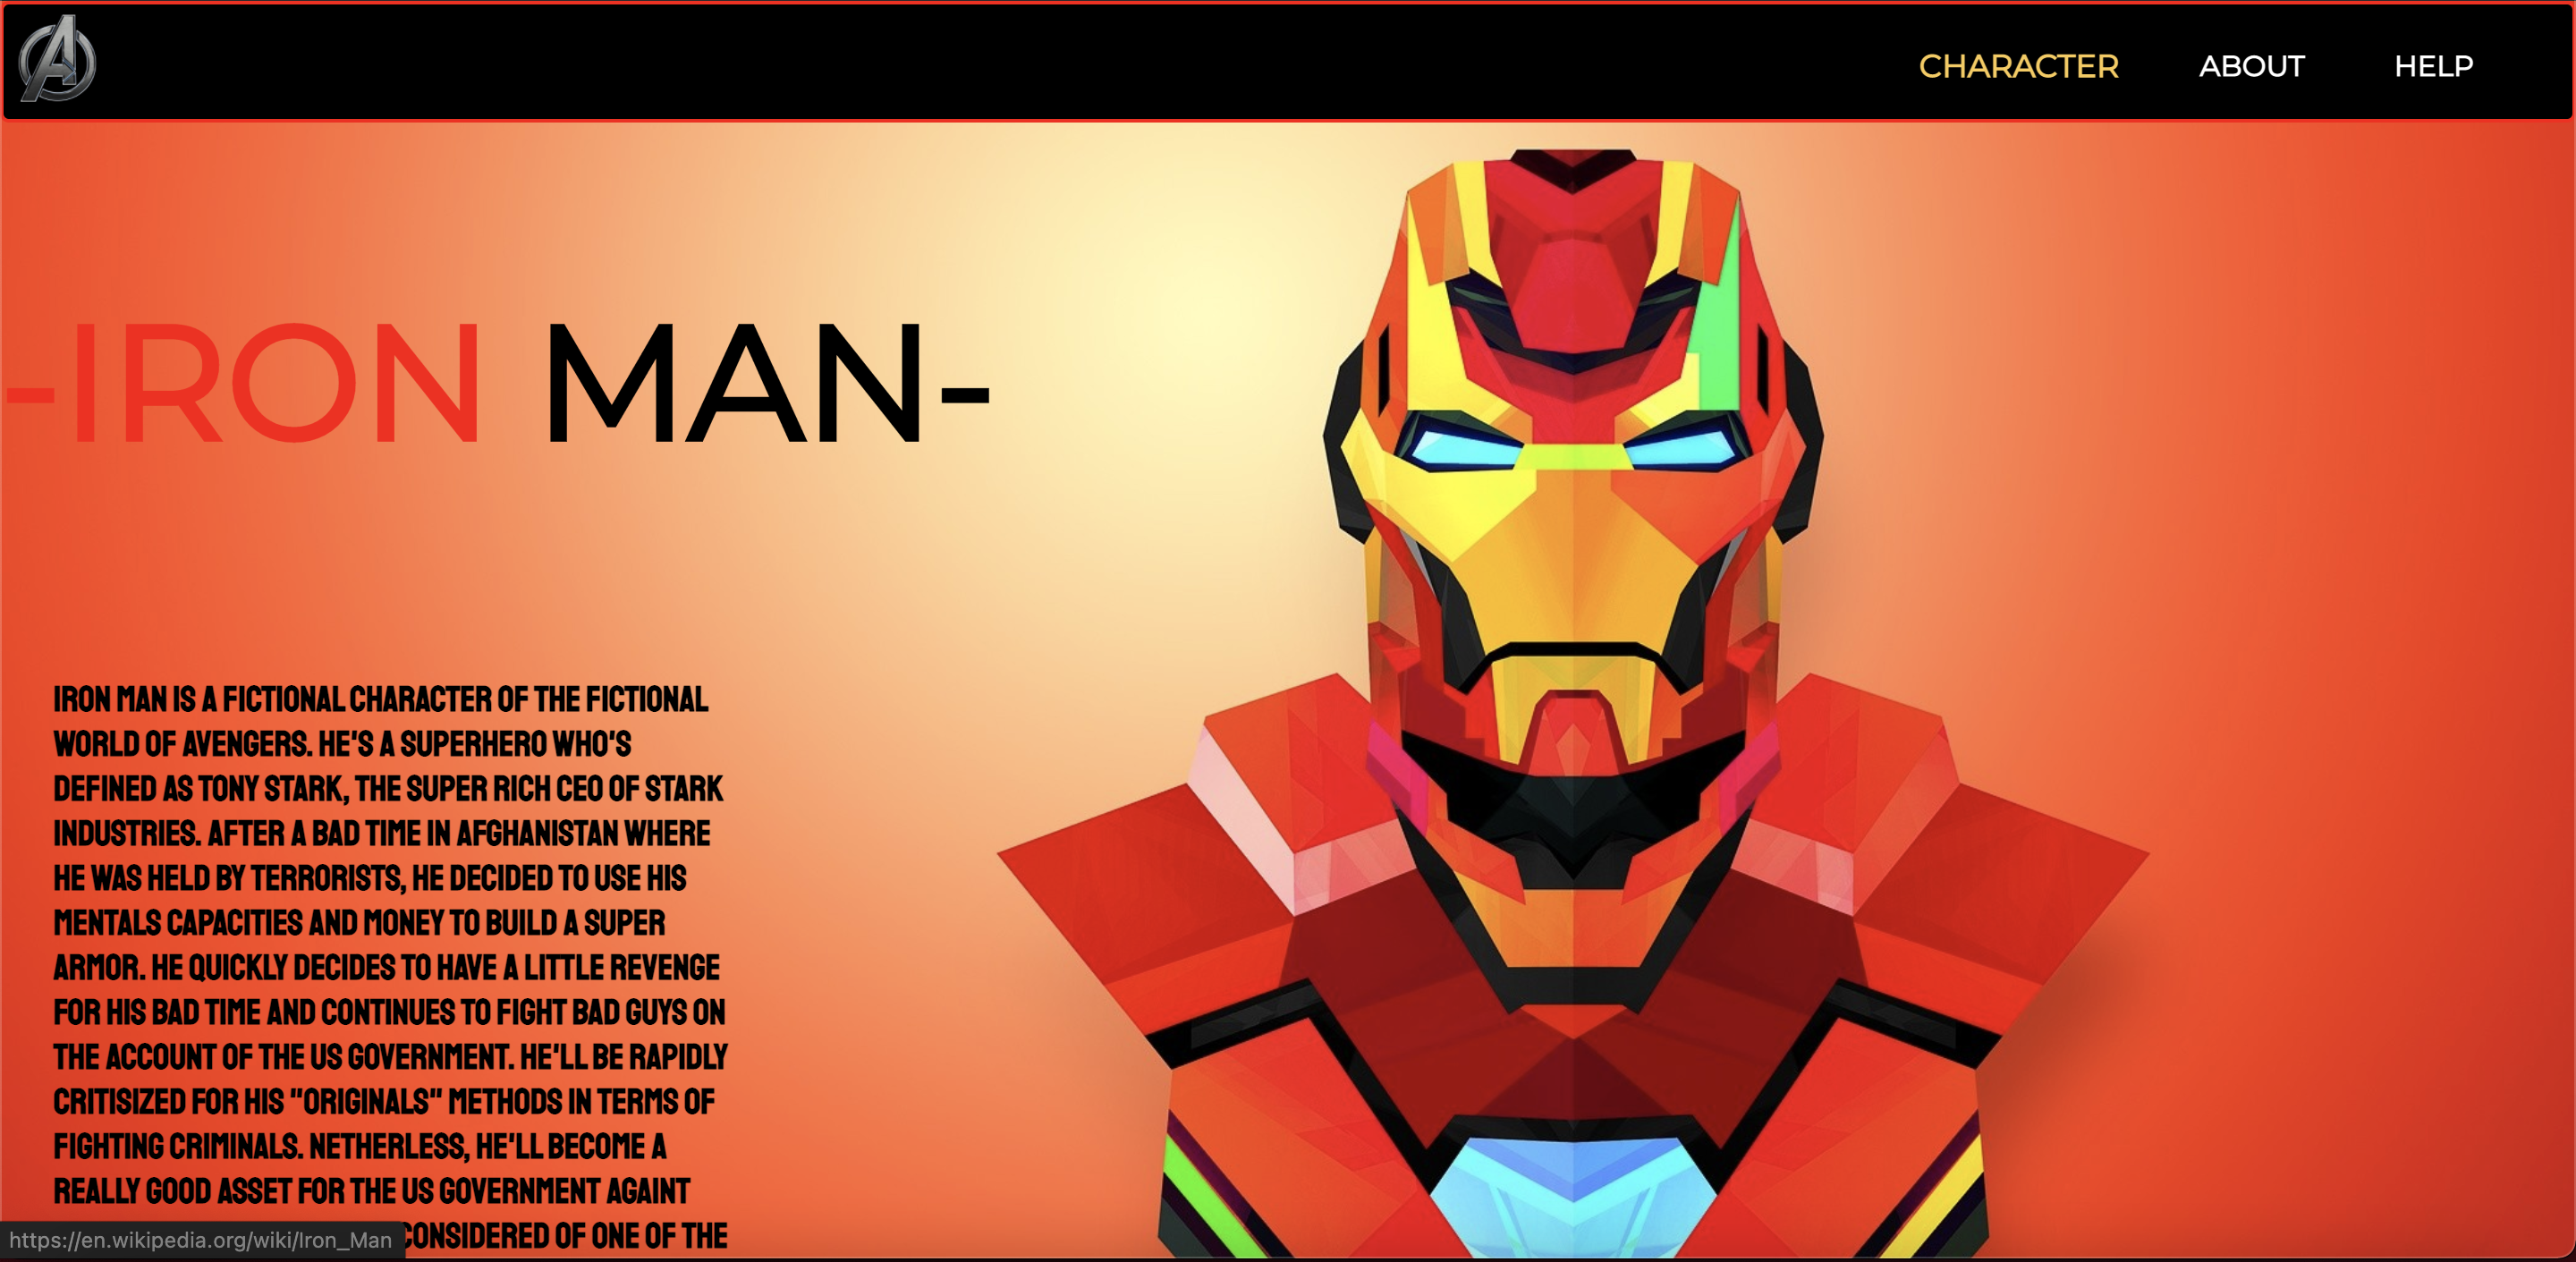 CHARACTER ABOUT HELP
-IRON MAN-
IRON MAN IS A FICTIONAL CHARACTER OF THE FICTIONAL
WORLD OF AVENGERS. HE'S A SUPERHERO WHO'S
DEFINED AS TONY STARK, THE SUPER RICH CEO OF STARK
INDUSTRIES. AFTER A BAD TIME IN AFGHANISTAN WHERE
HE WAS HELD BY TERRORISTS, HE DECIDED TO USE HIS
MENTALS CAPACITIES AND MONEY TO BUILD A SUPER
ARMOR. HE QUICKLY DECIDES TO HAVE A LITTLE REVENGE
FOR HIS BAD TIME AND CONTINUES TO FIGHT BAD GUYS ON
THE ACCOUNT OF THE US GOVERNMENT. HE'LL BE RAPIDLY
CRITISIZED FOR HIS "ORIGINALS" METHODS IN TERMS OF
FIGHTING CRIMINALS. NETHERLESS, HE'LL BECOME A
REALLY GOOD ASSET FOR THE US GOVERNMENT AGAINT
CONSIDERED OF ONE OF THE
https://en.wikipedia.org/wiki/Iron_Man